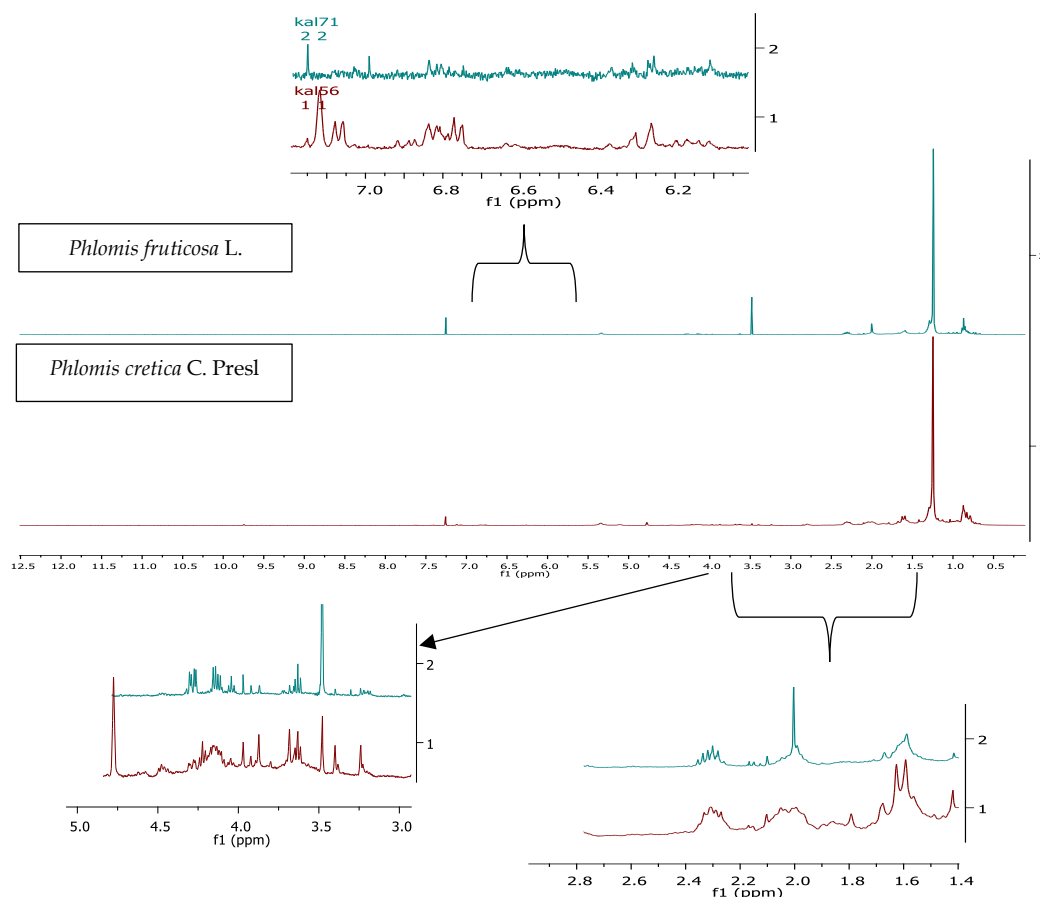 kal71
2 2
2
kal56
1 1
1
7.0 6.8 6.6 6.4 6.2
f1 (ppm)
Phlomis fruticosa L.
Phlomis cretica C. Presl
12.5 12.0 11.5 11.0 10.5 10.0 9.5 9.0 8.5 8.0 7.5 7.0 6.5 6.0 5.5 5.0 4.5 4.0 3.5 3.0 2.5 2.0 1.5 1.0 0.5
f1 (ppm)
2
1
5.0 4.5 4.0 3.5 3.0
f1 (ppm)
2
1
2.8 2.6 2.4 2.2 2.0 1.8 1.6 1.4
f1 (ppm)